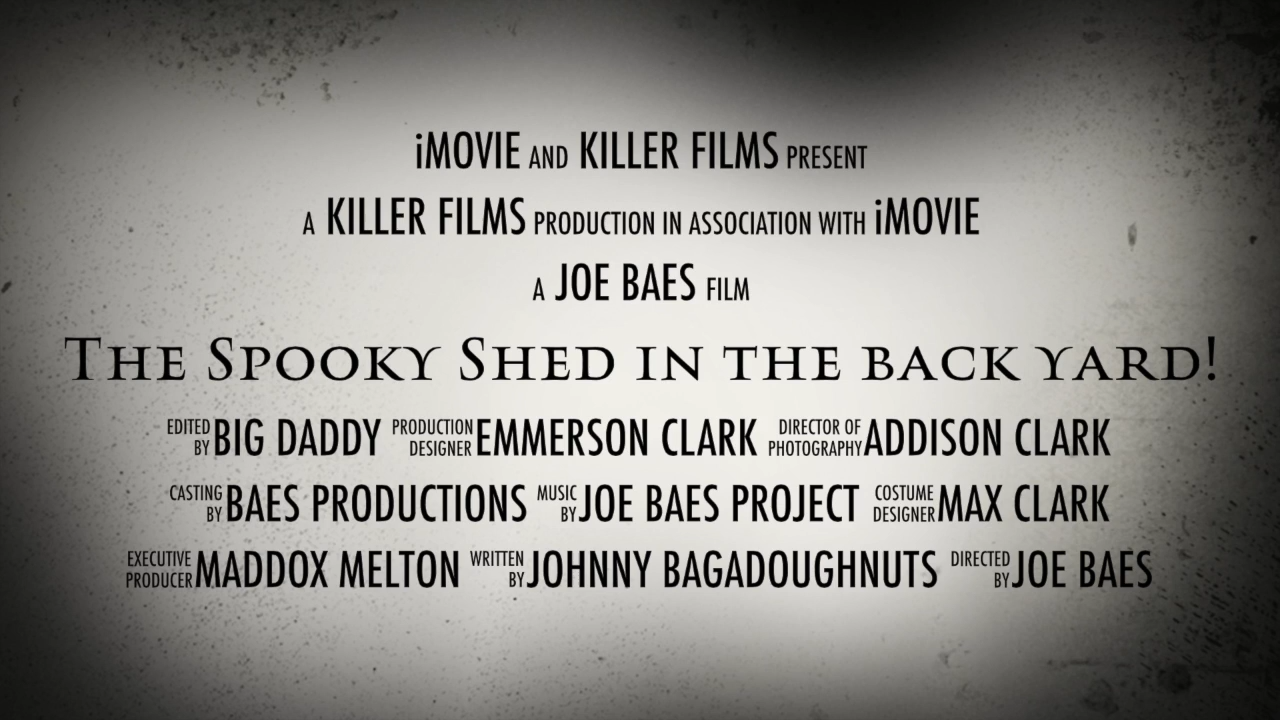 iMOVIE AND KILLER FILMS PRESENT
A KILLER FILMS PRODUCTION IN ASSOCIATION WITH iMOVIE
A JOE BAES FILM
THE SPOOKY SHED IN THE BACK YARD!
EDITED BY BIG DADDY PRODUCTION DESIGNER EMMERSON CLARK DIRECTOR OF PHOTOGRAPHY ADDISON CLARK
CASTING BY BAES PRODUCTIONS MUSIC BY JOE BAES PROJECT COSTUME DESIGNER MAX CLARK
EXECUTIVE PRODUCER MADDOX MELTON WRITTEN BY JOHNNY BAGADOUGHNUTS DIRECTED BY JOE BAES